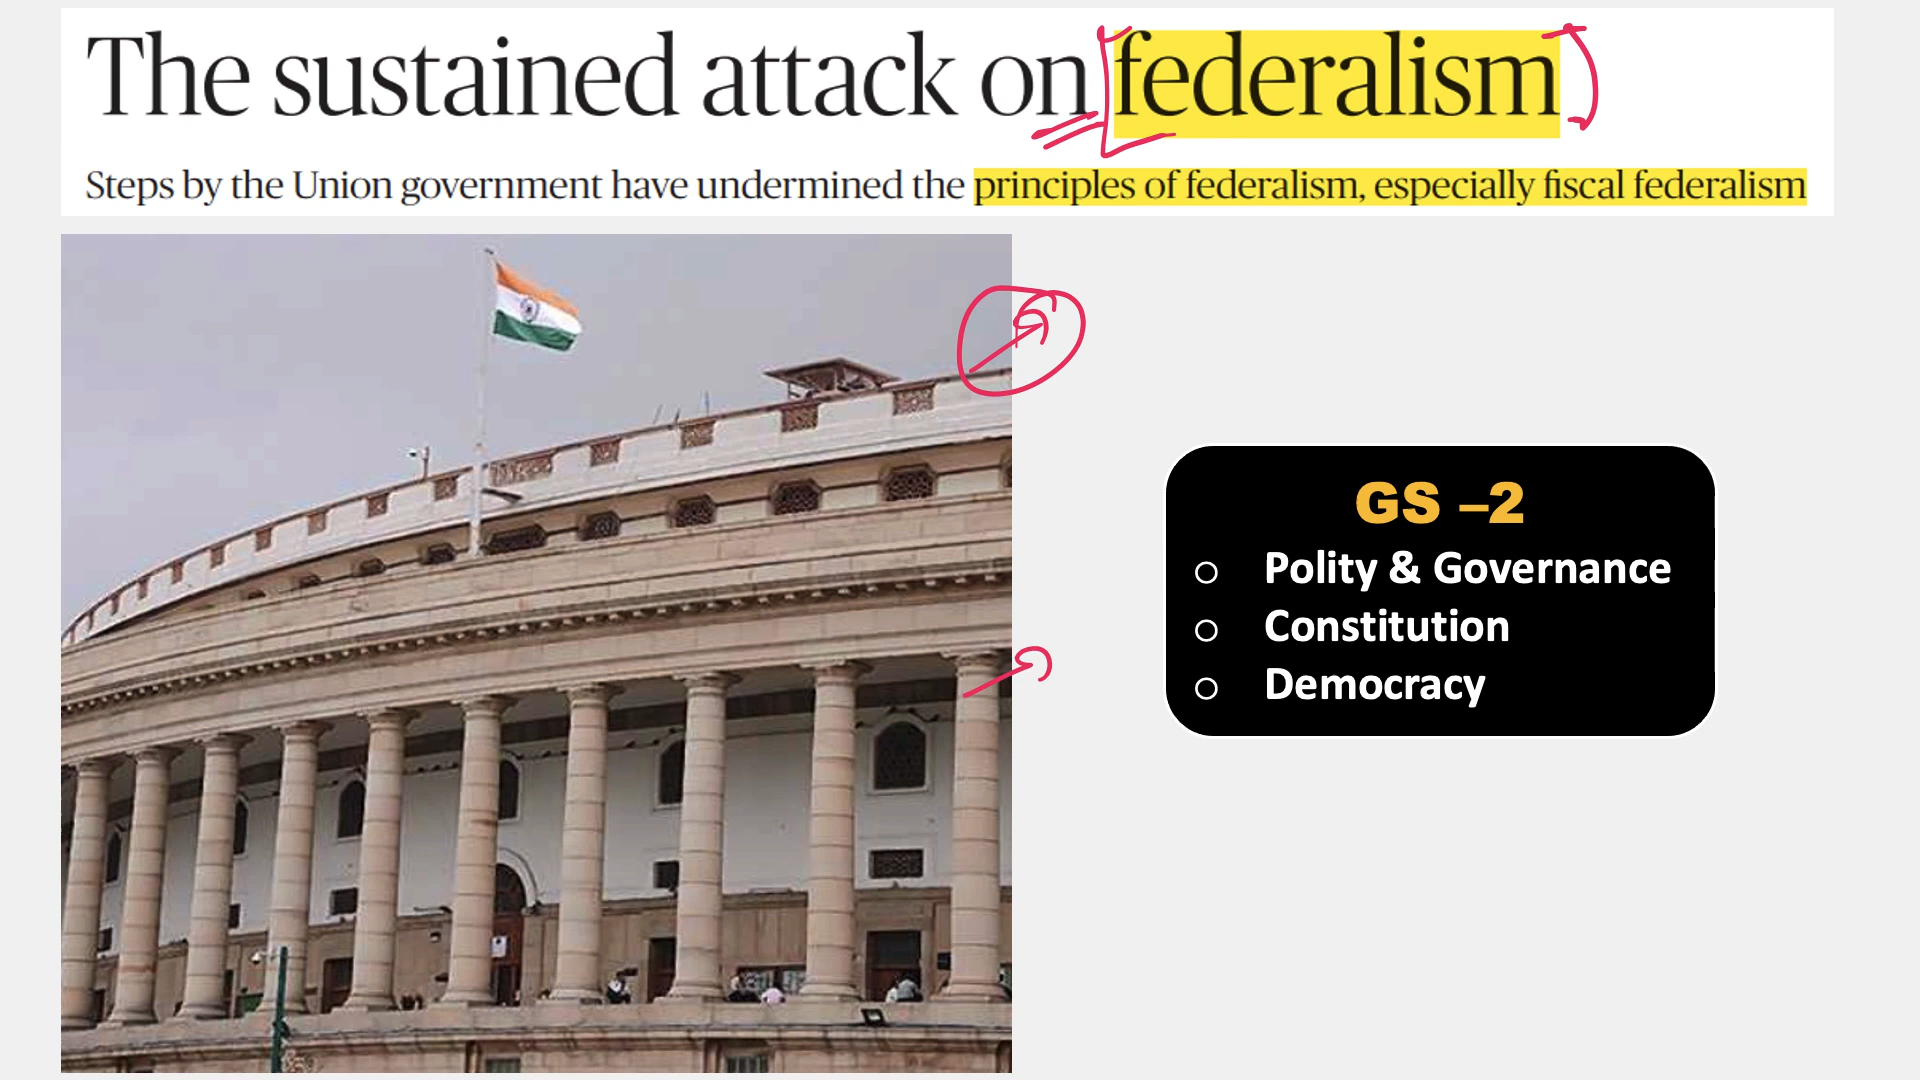 The sustained attack on federalism
Steps by the Union government have undermined the principles of federalism, especially fiscal federalism
GS –2
Polity & Governance
Constitution
Democracy